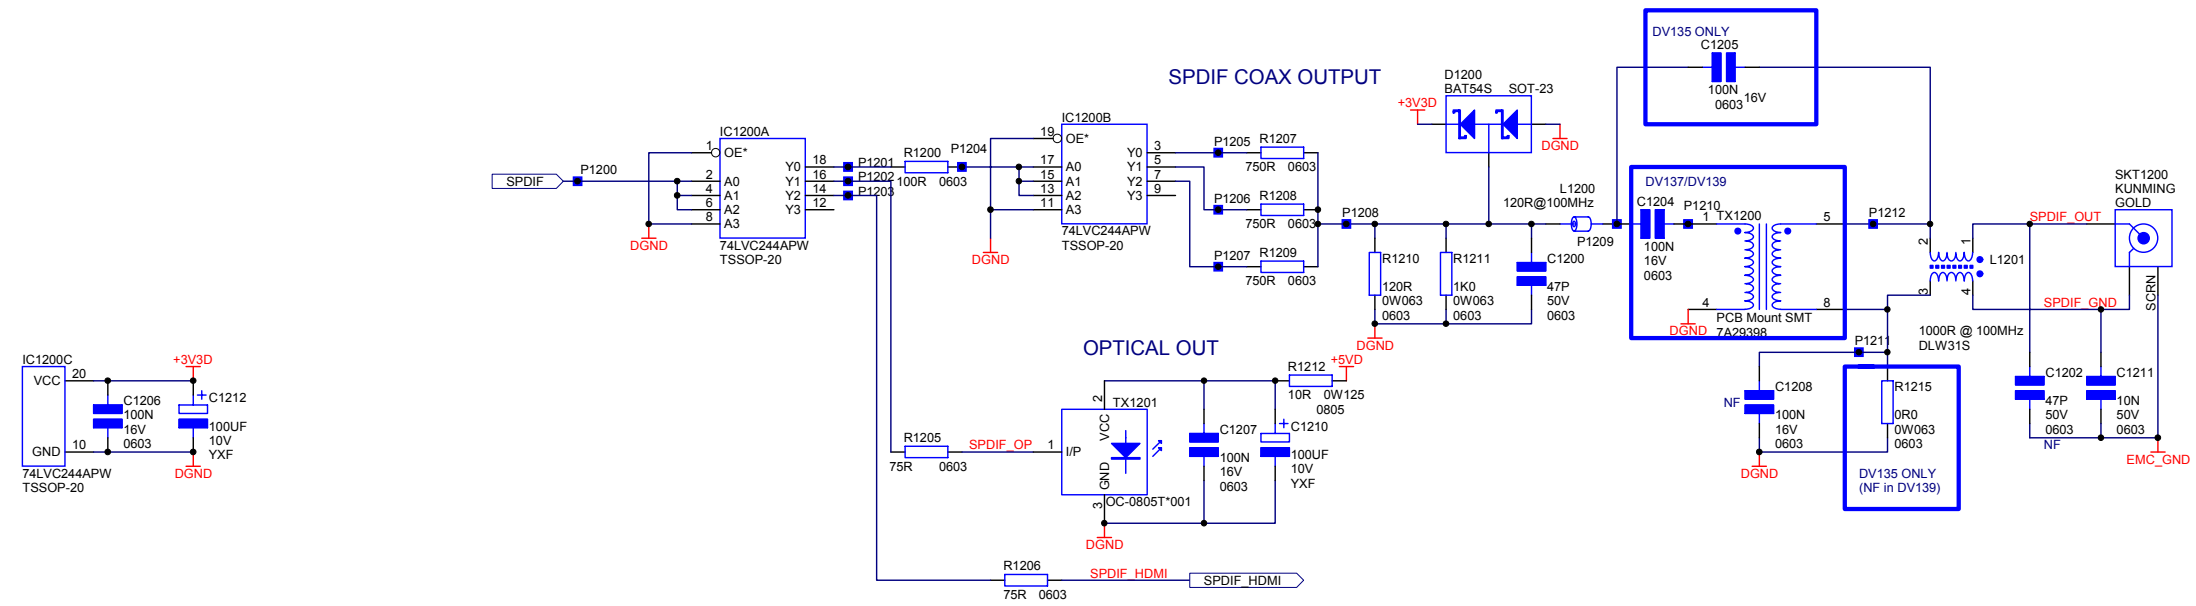 SPDIF COAX OUTPUT
OPTICAL OUT
SPDIF
P1200
IC1200A
1
OE*
2
A0
4
A1
6
A2
8
A3
Y0
18
Y1
16
Y2
14
Y3
12
74LVC244APW
TSSOP-20
DGND
P1201
P1202
P1203
R1200
100R
0603
P1204
IC1200B
19
OE*
17
A0
15
A1
13
A2
11
A3
Y0
3
Y1
5
Y2
7
Y3
9
74LVC244APW
TSSOP-20
DGND
P1205
R1207
750R
0603
P1206
R1208
750R
0603
P1207
R1209
750R
0603
P1208
D1200
BAT54S
SOT-23
+3V3D
DGND
R1210
120R
0W063
0603
R1211
1K0
0W063
0603
C1200
47P
50V
0603
DGND
L1200
120R@100MHz
P1209
DV135 ONLY
C1205
100N
0603
16V
DV137/DV139
C1204
100N
16V
0603
P1210
1
TX1200
5
4
8
DGND
PCB Mount SMT
7A29398
P1212
2
1
3
4
L1201
1000R @ 100MHz
DLW31S
SPDIF_OUT
SPDIF_GND
SKT1200
KUNMING
GOLD
SCRN
P1211
NF
C1208
100N
16V
0603
DGND
R1215
0R0
0W063
0603
DV135 ONLY
(NF in DV139)
C1202
47P
50V
0603
NF
C1211
10N
50V
0603
EMC_GND
IC1200C
VCC
20
GND
10
74LVC244APW
TSSOP-20
C1206
100N
16V
0603
+3V3D
+
C1212
100UF
10V
YXF
DGND
R1205
75R
0603
SPDIF_OP
1
I/P
2
VCC
GND
3
TX1201
OC-0805T*001
DGND
C1207
100N
16V
0603
+
C1210
100UF
10V
YXF
R1212
10R
0W125
0805
+5VD
R1206
75R
0603
SPDIF_HDMI
SPDIF_HDMI